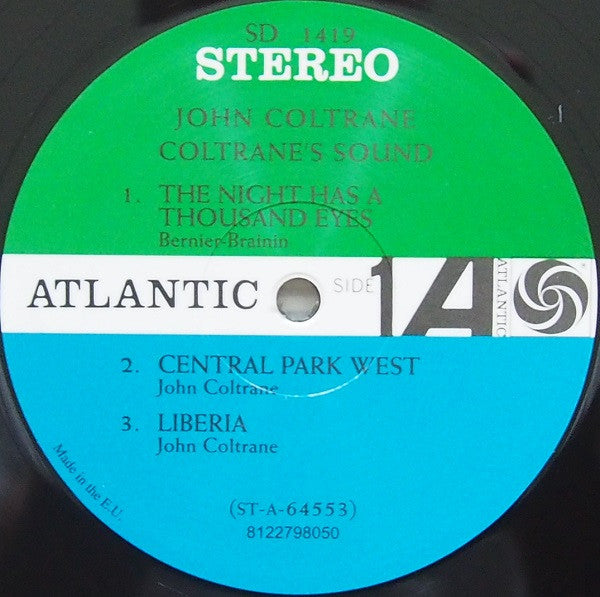 SD 1419
STEREO
JOHN COLTRANE
COLTRANE'S SOUND
1. THE NIGHT HAS A
THOUSAND EYES
Bernier-Brainin
ATLANTIC
SIDE 1
A
ATLANTIC
2. CENTRAL PARK WEST
John Coltrane
3. LIBERIA
John Coltrane
Made in the E.U.
(ST-A-64553)
8122798050